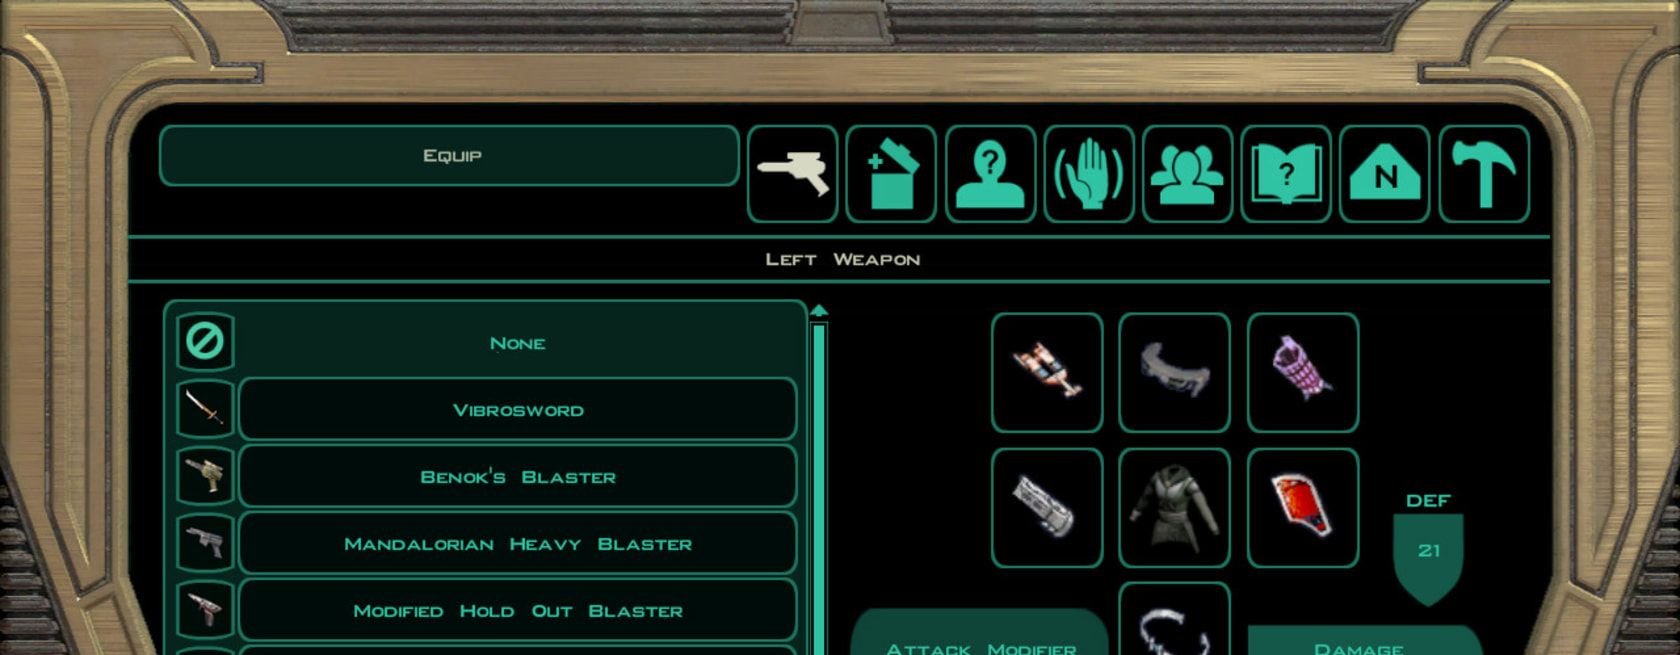 Equip
?
?
N
Left Weapon
None
Vibrosword
Benok's Blaster
Mandalorian Heavy Blaster
Modified Hold Out Blaster
DEF
21
Attack Modifier
Damage